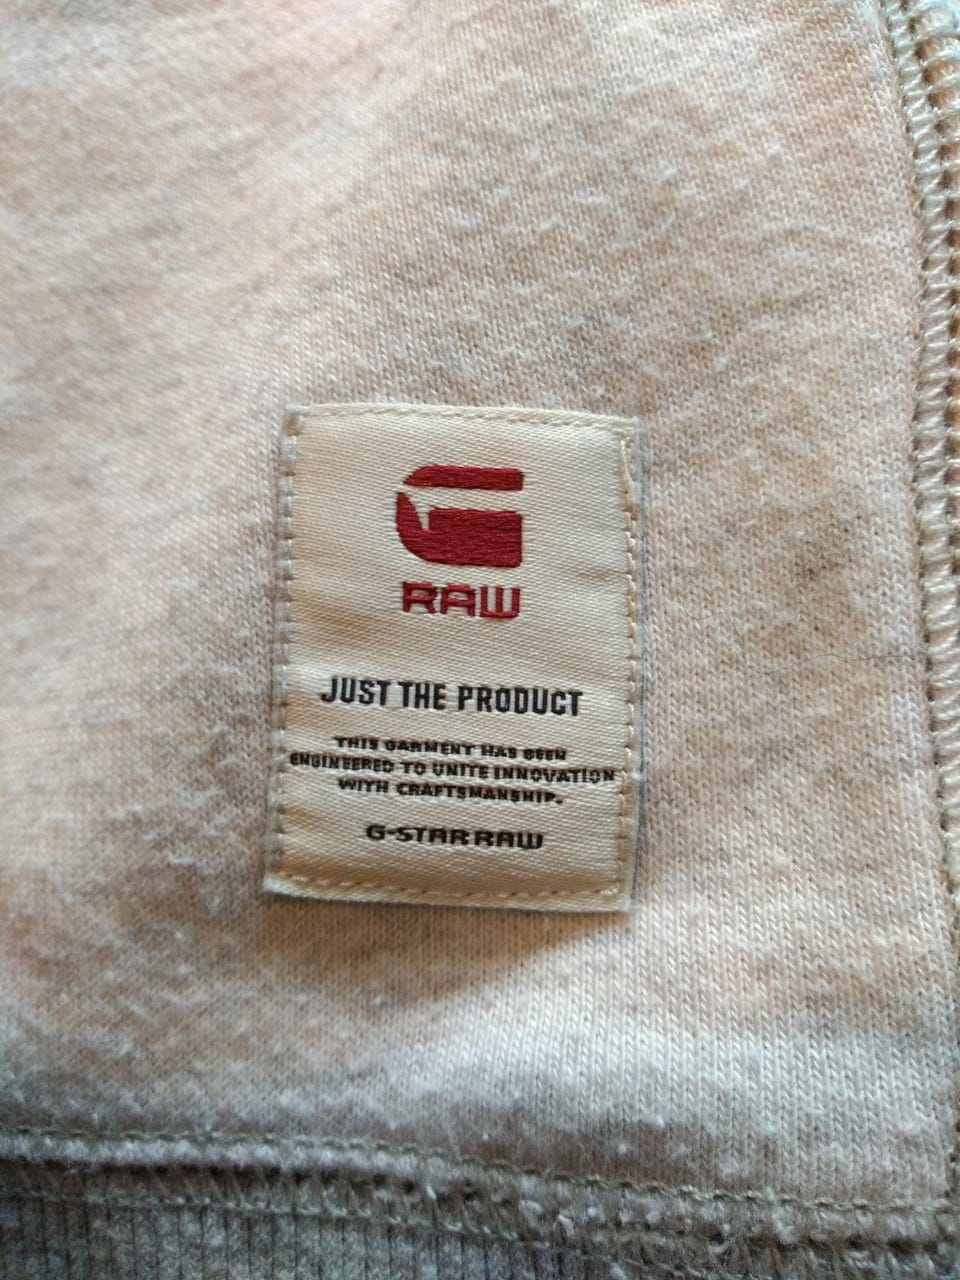 G
RAW
JUST THE PRODUCT
THIS GARMENT HAS BEEN
ENGINEERED TO UNITE INNOVATION
WITH CRAFTSMANSHIP.
G-STAR RAW